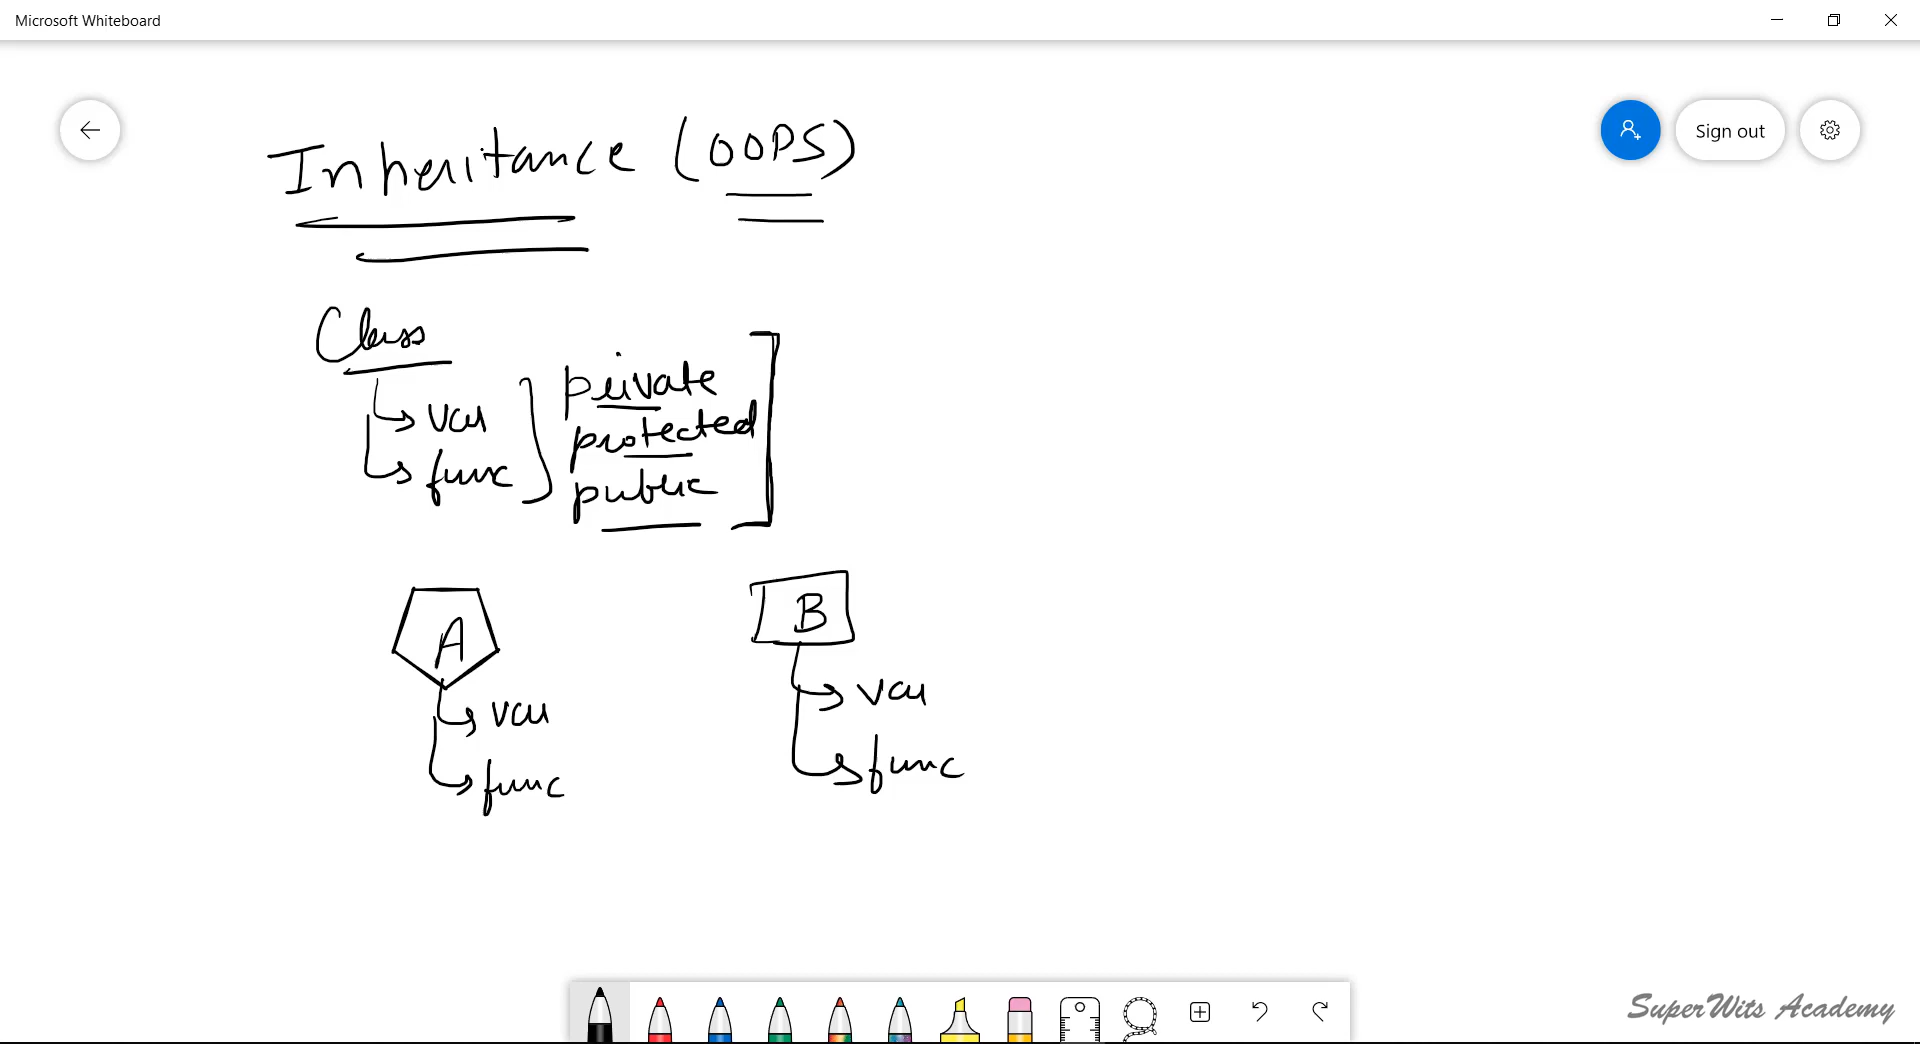 Microsoft Whiteboard
Sign out
Inheritance (OOPS)
Class
var
func
private
protected
public
A
var
func
B
var
func
SuperWits Academy